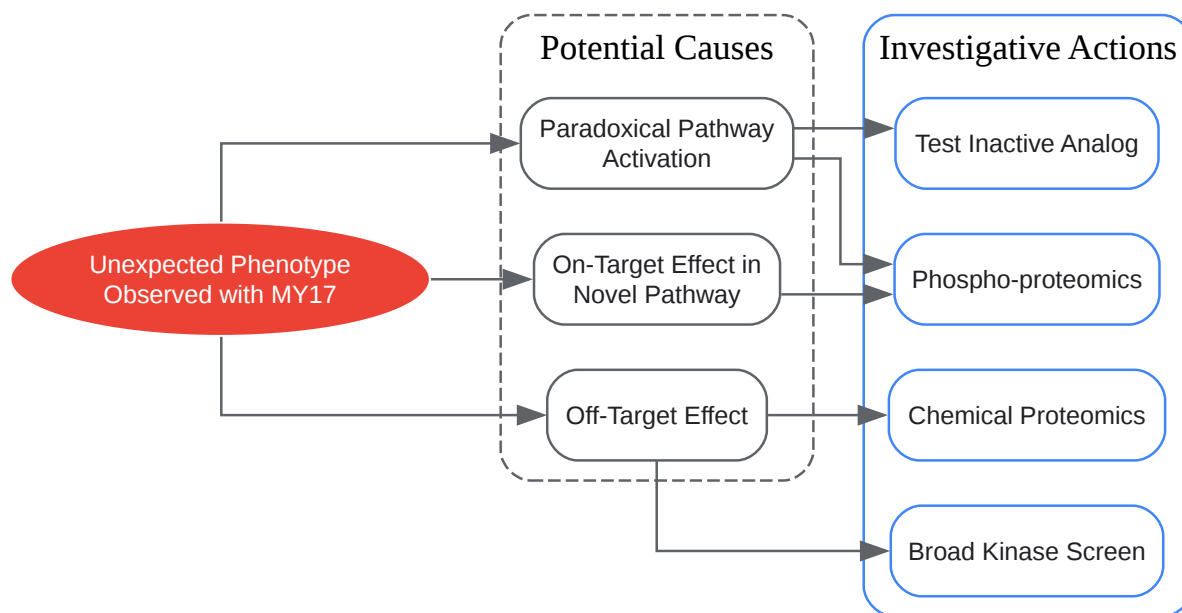 Potential Causes
Investigative Actions
Paradoxical Pathway
Activation
Test Inactive Analog
Unexpected Phenotype
Observed with MY17
On-Target Effect in
Novel Pathway
Phospho-proteomics
Off-Target Effect
Chemical Proteomics
Broad Kinase Screen